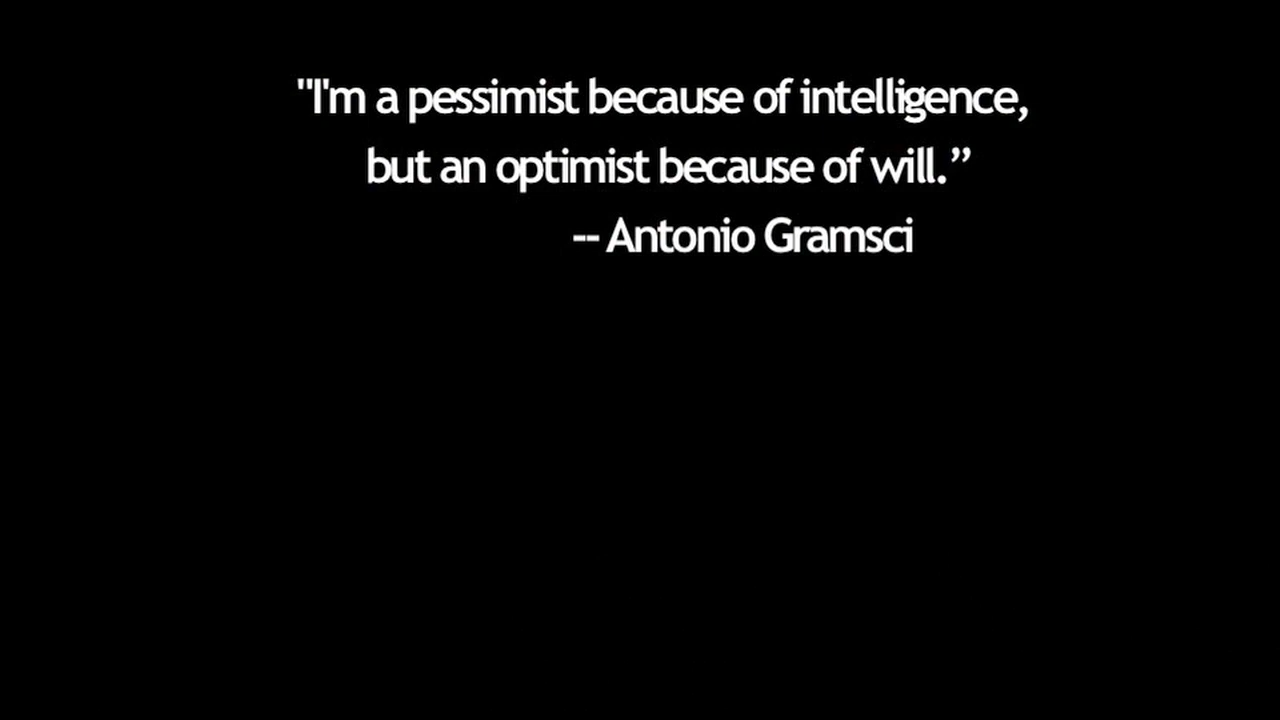 "I'm a pessimist because of intelligence,
but an optimist because of will.”
-- Antonio Gramsci